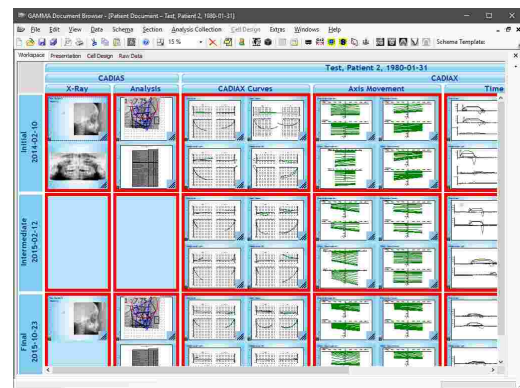 GAMMA Document Browser - [Patient Document - Test, Patient 2, 1980-01-31]
File Edit View Data Schema Section Analysis Collection Cell Design Extras Windows Help
15 % Schema Template:
Workspace Presentation Cell Design Raw Data
Test, Patient 2, 1980-01-31
CADIAS CADIAX
X-Ray Analysis CADIAX Curves Axis Movement Time
Initial
2014-02-10
Intermediate
2015-02-12
Final
2015-10-23